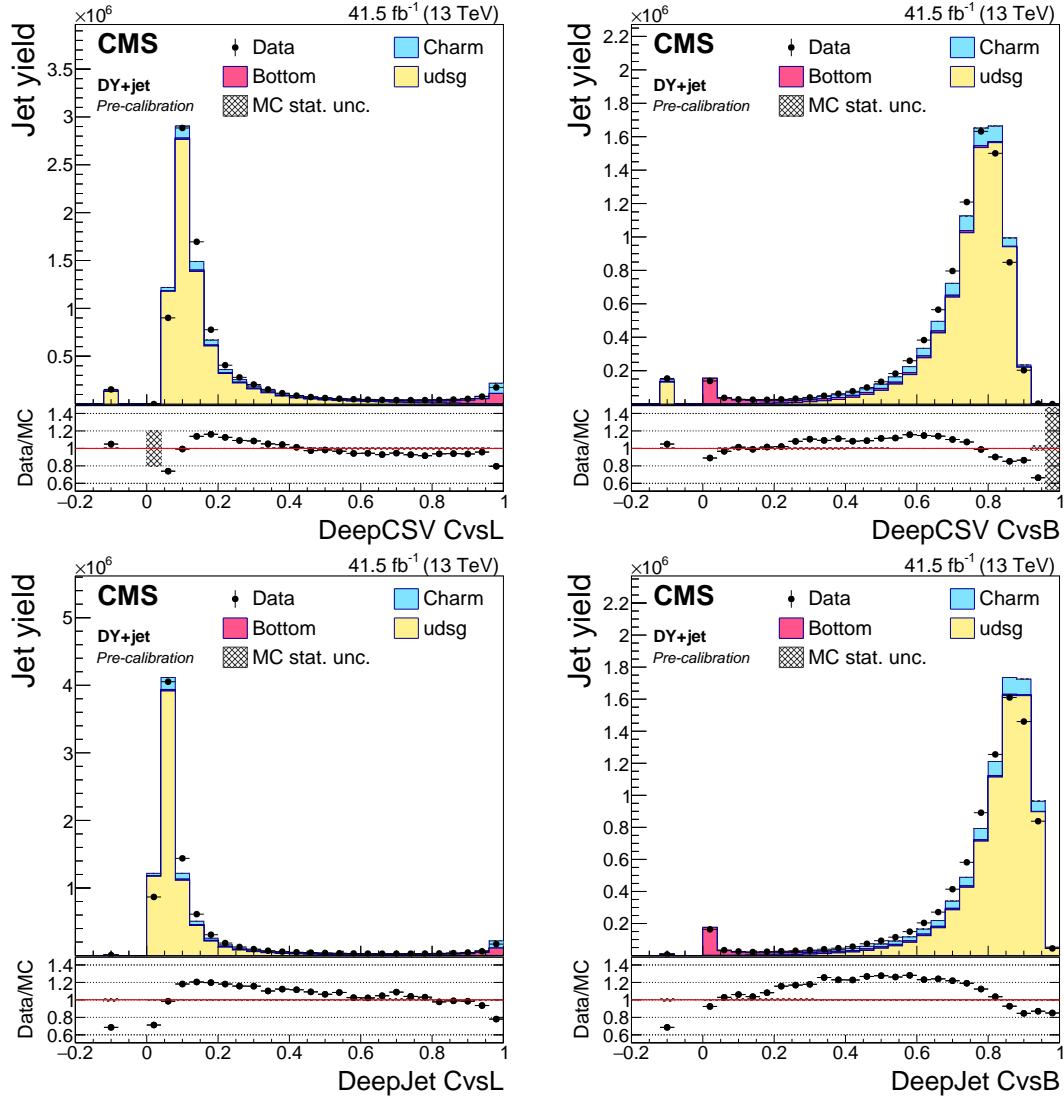 ×10⁶ 41.5 fb⁻¹ (13 TeV)
Jet yield
CMS
DY+jet
Pre-calibration
Data
Bottom
MC stat. unc.
Charm
udsg
3.5
3
2.5
2
1.5
1
0.5
Data/MC
1.4
1.2
1
0.8
0.6
−0.2 0 0.2 0.4 0.6 0.8 1
DeepCSV CvsL
×10⁶ 41.5 fb⁻¹ (13 TeV)
Jet yield
CMS
DY+jet
Pre-calibration
Data
Bottom
MC stat. unc.
Charm
udsg
2.2
2
1.8
1.6
1.4
1.2
1
0.8
0.6
0.4
0.2
Data/MC
1.4
1.2
1
0.8
0.6
−0.2 0 0.2 0.4 0.6 0.8 1
DeepCSV CvsB
×10⁶ 41.5 fb⁻¹ (13 TeV)
Jet yield
CMS
DY+jet
Pre-calibration
Data
Bottom
MC stat. unc.
Charm
udsg
5
4
3
2
1
Data/MC
1.4
1.2
1
0.8
0.6
−0.2 0 0.2 0.4 0.6 0.8 1
DeepJet CvsL
×10⁶ 41.5 fb⁻¹ (13 TeV)
Jet yield
CMS
DY+jet
Pre-calibration
Data
Bottom
MC stat. unc.
Charm
udsg
2.2
2
1.8
1.6
1.4
1.2
1
0.8
0.6
0.4
0.2
Data/MC
1.4
1.2
1
0.8
0.6
−0.2 0 0.2 0.4 0.6 0.8 1
DeepJet CvsB